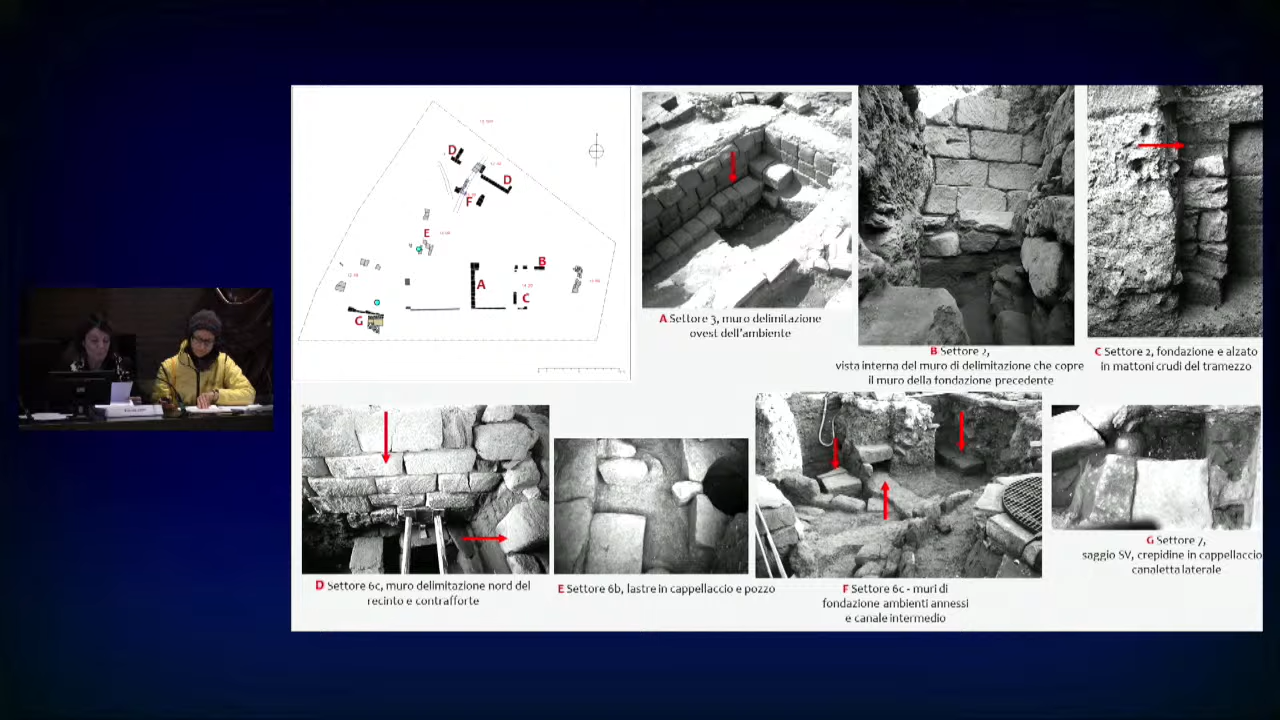 D
D
F
E
B
A
C
G
A Settore 3, muro delimitazione
ovest dell'ambiente
B Settore 2,
vista interna del muro di delimitazione che copre
il muro della fondazione precedente
C Settore 2, fondazione e alzato
in mattoni crudi del tramezzo
D Settore 6c, muro delimitazione nord del
recinto e contrafforte
E Settore 6b, lastre in cappellaccio e pozzo
F Settore 6c - muri di
fondazione ambienti annessi
e canale intermedio
G Settore 7,
saggio SV, crepidine in cappellaccio
canaletta laterale